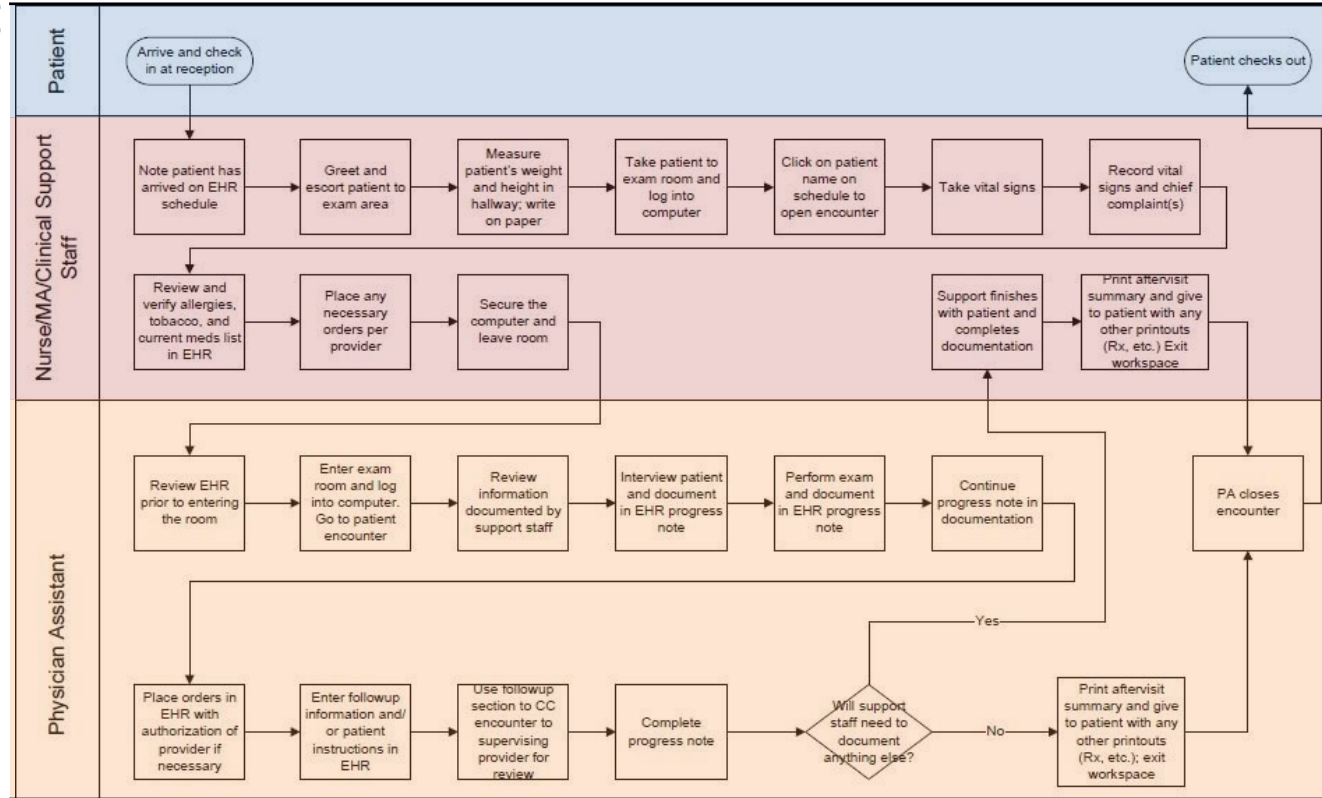 Patient
Arrive and check
in at reception
Patient checks out
Nurse/MA/Clinical Support
Staff
Note patient has
arrived on EHR
schedule
Greet and
escort patient to
exam area
Measure
patient's weight
and height in
hallway; write
on paper
Take patient to
exam room and
log into
computer
Click on patient
name on
schedule to
open encounter
Take vital signs
Record vital
signs and chief
complaint(s)
Review and
verify allergies,
tobacco, and
current meds list
in EHR
Place any
necessary
orders per
provider
Secure the
computer and
leave room
Support finishes
with patient and
completes
documentation
Print aftervisit
summary and give
to patient with any
other printouts
(Rx, etc.) Exit
workspace
Physician Assistant
Review EHR
prior to entering
the room
Enter exam
room and log
into computer.
Go to patient
encounter
Review
information
documented by
support staff
Interview patient
and document
in EHR progress
note
Perform exam
and document
in EHR progress
note
Continue
progress note in
documentation
PA closes
encounter
Place orders in
EHR with
authorization of
provider if
necessary
Enter followup
information and/
or patient
instructions in
EHR
Use followup
section to CC
encounter to
supervising
provider for
review
Complete
progress note
Will support
staff need to
document
anything else?
Yes
No
Print aftervisit
summary and give
to patient with any
other printouts
(Rx, etc.); exit
workspace